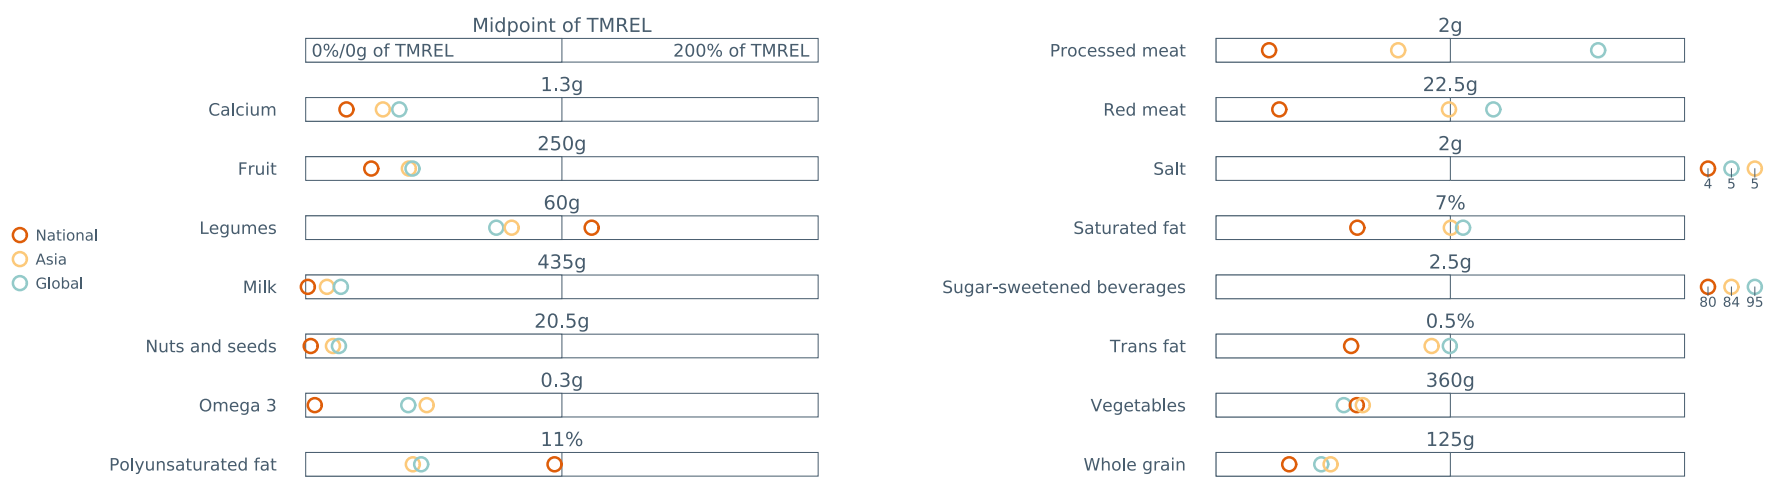 Midpoint of TMREL
0%/0g of TMREL 200% of TMREL
1.3g
Calcium
250g
Fruit
60g
Legumes
435g
Milk
20.5g
Nuts and seeds
0.3g
Omega 3
11%
Polyunsaturated fat
National
Asia
Global
2g
Processed meat
22.5g
Red meat
2g
Salt
4 5 5
7%
Saturated fat
2.5g
Sugar-sweetened beverages
80 84 95
0.5%
Trans fat
360g
Vegetables
125g
Whole grain